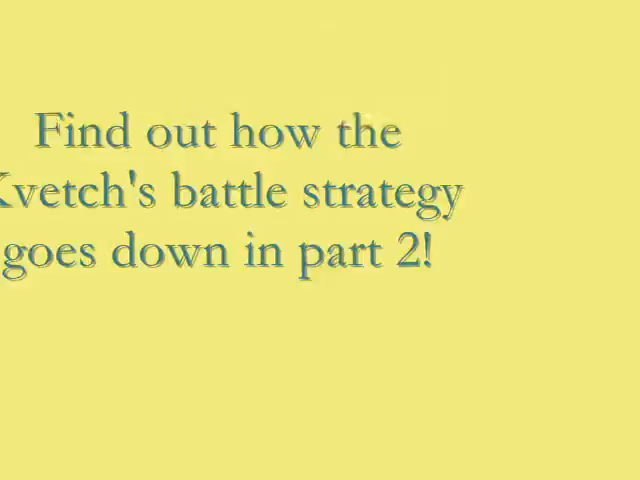 Find out how the
Kvetch's battle strategy
goes down in part 2!